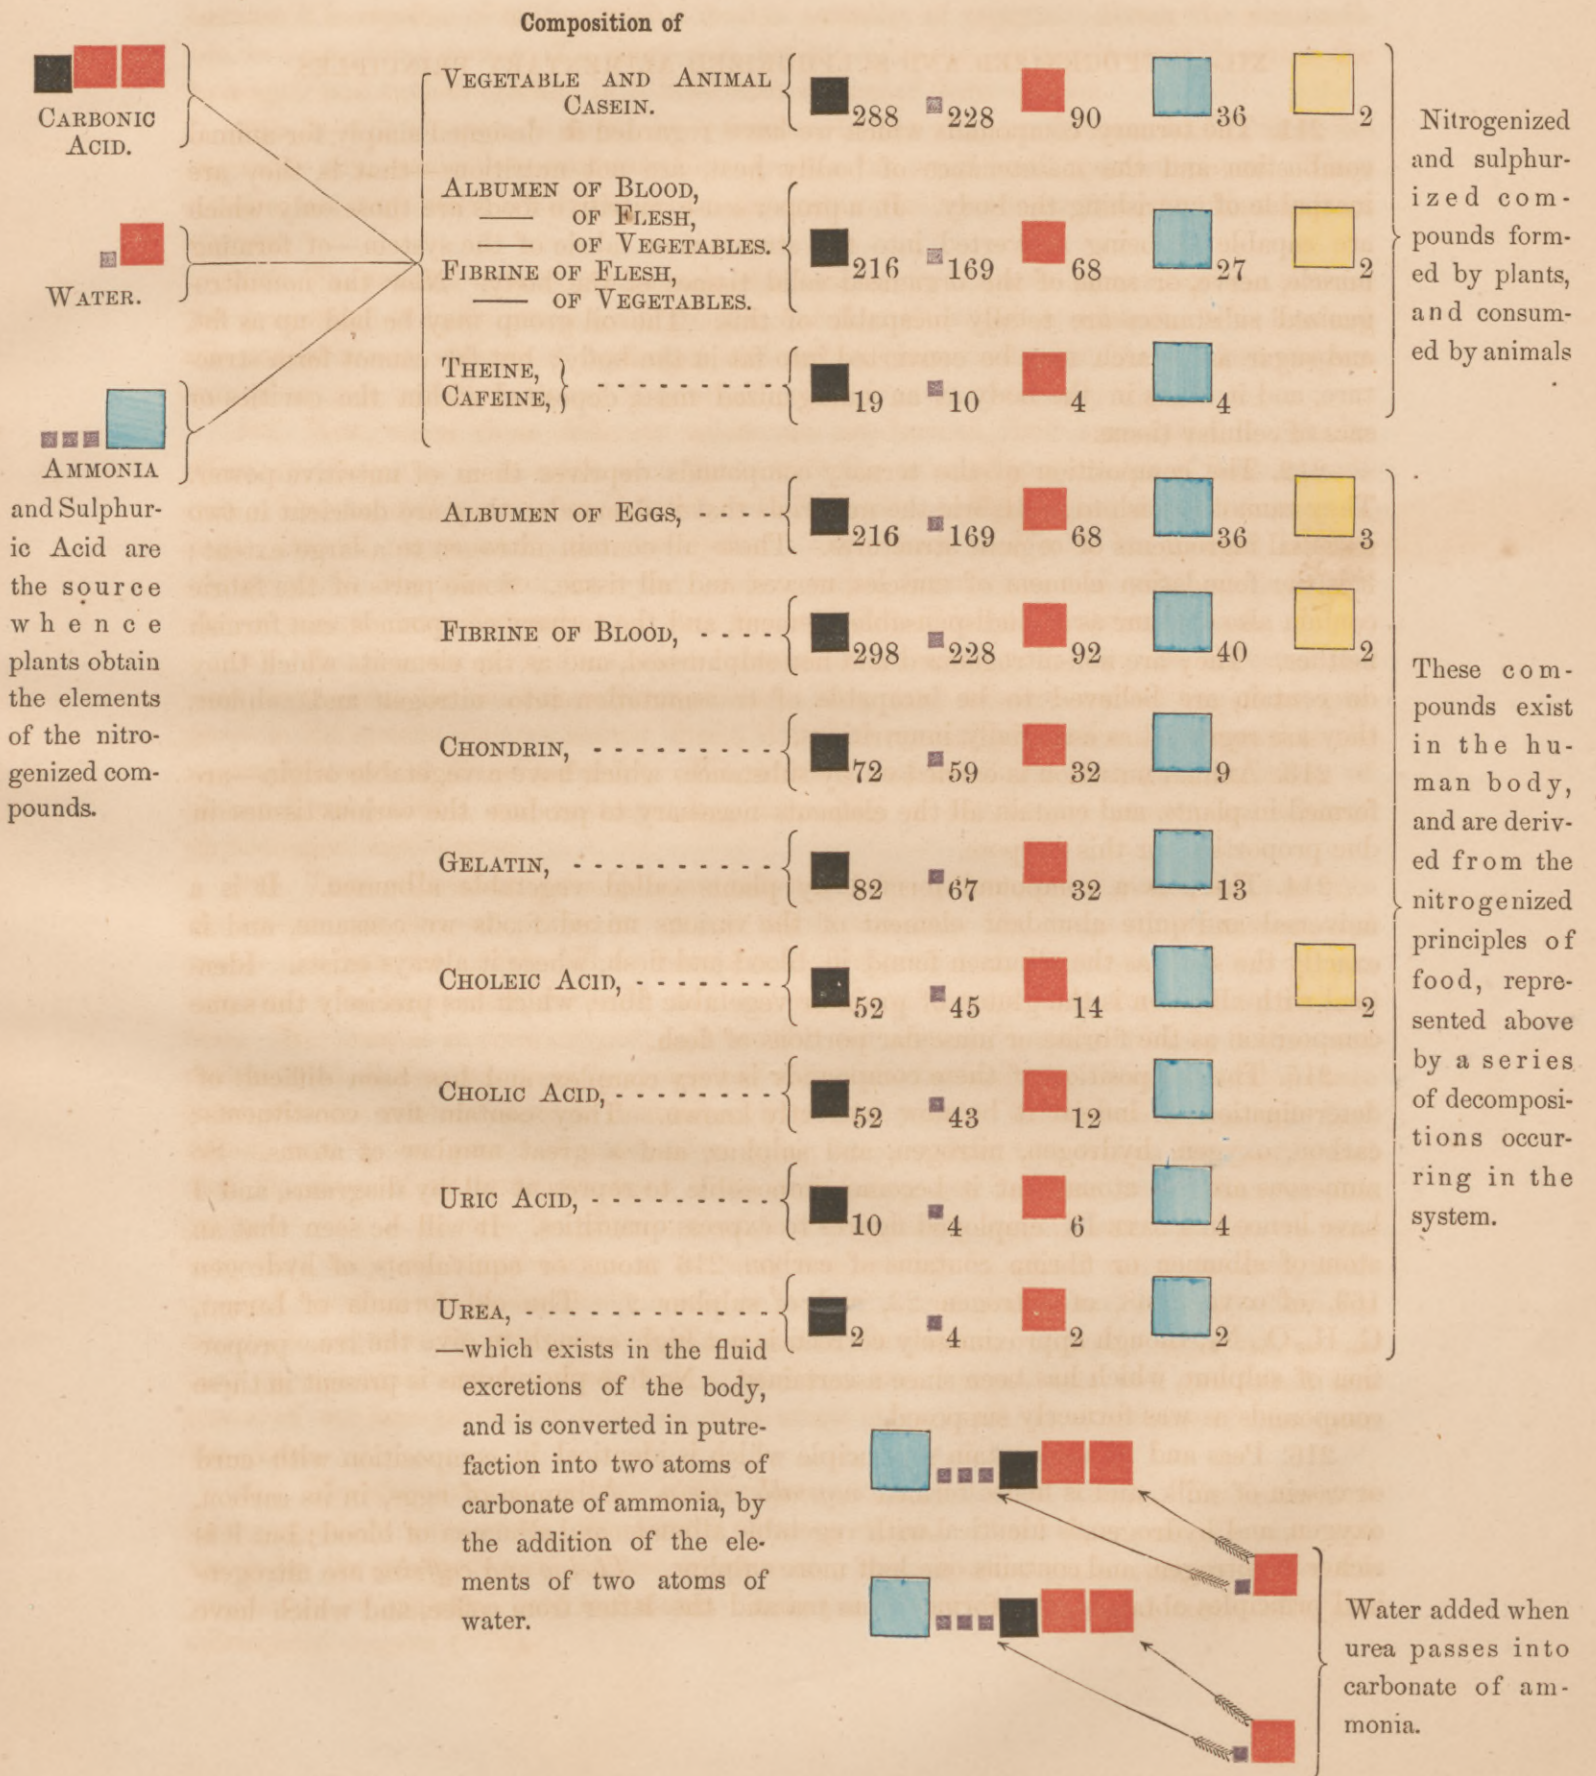 Composition of
CARBONIC
ACID.
WATER.
AMMONIA
and Sulphur-
ic Acid are
the source
whence
plants obtain
the elements
of the nitro-
genized com-
pounds.
VEGETABLE AND ANIMAL
CASEIN.
288 228 90 36 2
ALBUMEN OF BLOOD,
—— OF FLESH,
—— OF VEGETABLES.
FIBRINE OF FLESH,
—— OF VEGETABLES.
216 169 68 27 2
THEINE,
CAFEINE,
19 10 4 4
Nitrogenized
and sulphur-
ized com-
pounds form-
ed by plants,
and consum-
ed by animals
ALBUMEN OF EGGS,
216 169 68 36 3
FIBRINE OF BLOOD,
298 228 92 40 2
CHONDRIN,
72 59 32 9
GELATIN,
82 67 32 13
CHOLEIC ACID,
52 45 14 2
CHOLIC ACID,
52 43 12
URIC ACID,
10 4 6 4
UREA,
2 4 2 2
—which exists in the fluid
excretions of the body,
and is converted in putre-
faction into two atoms of
carbonate of ammonia, by
the addition of the ele-
ments of two atoms of
water.
These com-
pounds exist
in the hu-
man body,
and are deriv-
ed from the
nitrogenized
principles of
food, repre-
sented above
by a series
of decomposi-
tions occur-
ring in the
system.
Water added when
urea passes into
carbonate of am-
monia.